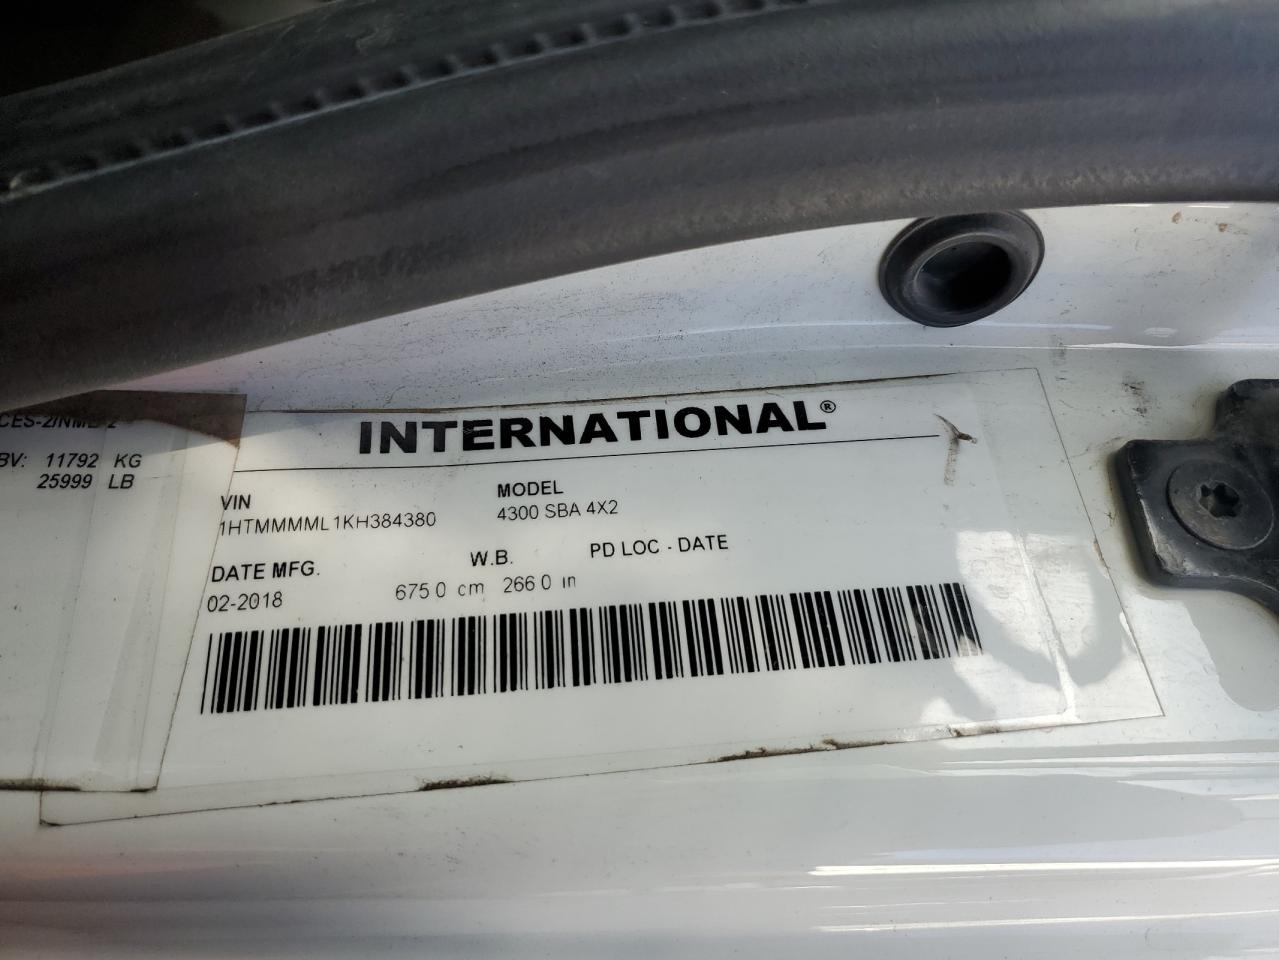 CES-2/NME-2
BV: 11792 KG
25999 LB
INTERNATIONAL®
VIN MODEL
1HTMMMML1KH384380 4300 SBA 4X2
DATE MFG. W.B. PD LOC - DATE
02-2018 675.0 cm 266.0 in